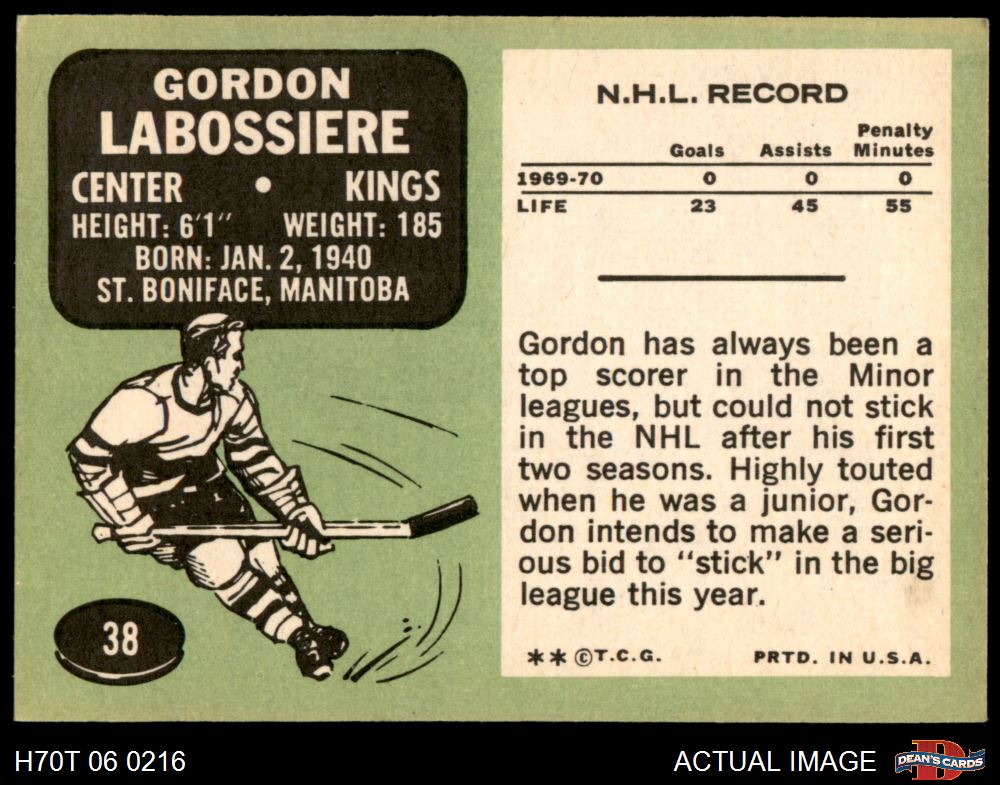 GORDON
LABOSSIERE
CENTER • KINGS
HEIGHT: 6'1" WEIGHT: 185
BORN: JAN. 2, 1940
ST. BONIFACE, MANITOBA
38
N.H.L. RECORD
Goals Assists Penalty Minutes
1969-70 0 0 0
LIFE 23 45 55
Gordon has always been a
top scorer in the Minor
leagues, but could not stick
in the NHL after his first
two seasons. Highly touted
when he was a junior, Gor-
don intends to make a seri-
ous bid to "stick" in the big
league this year.
**©T.C.G. PRTD. IN U.S.A.
H70T 06 0216 ACTUAL IMAGE DEAN'S CARDS